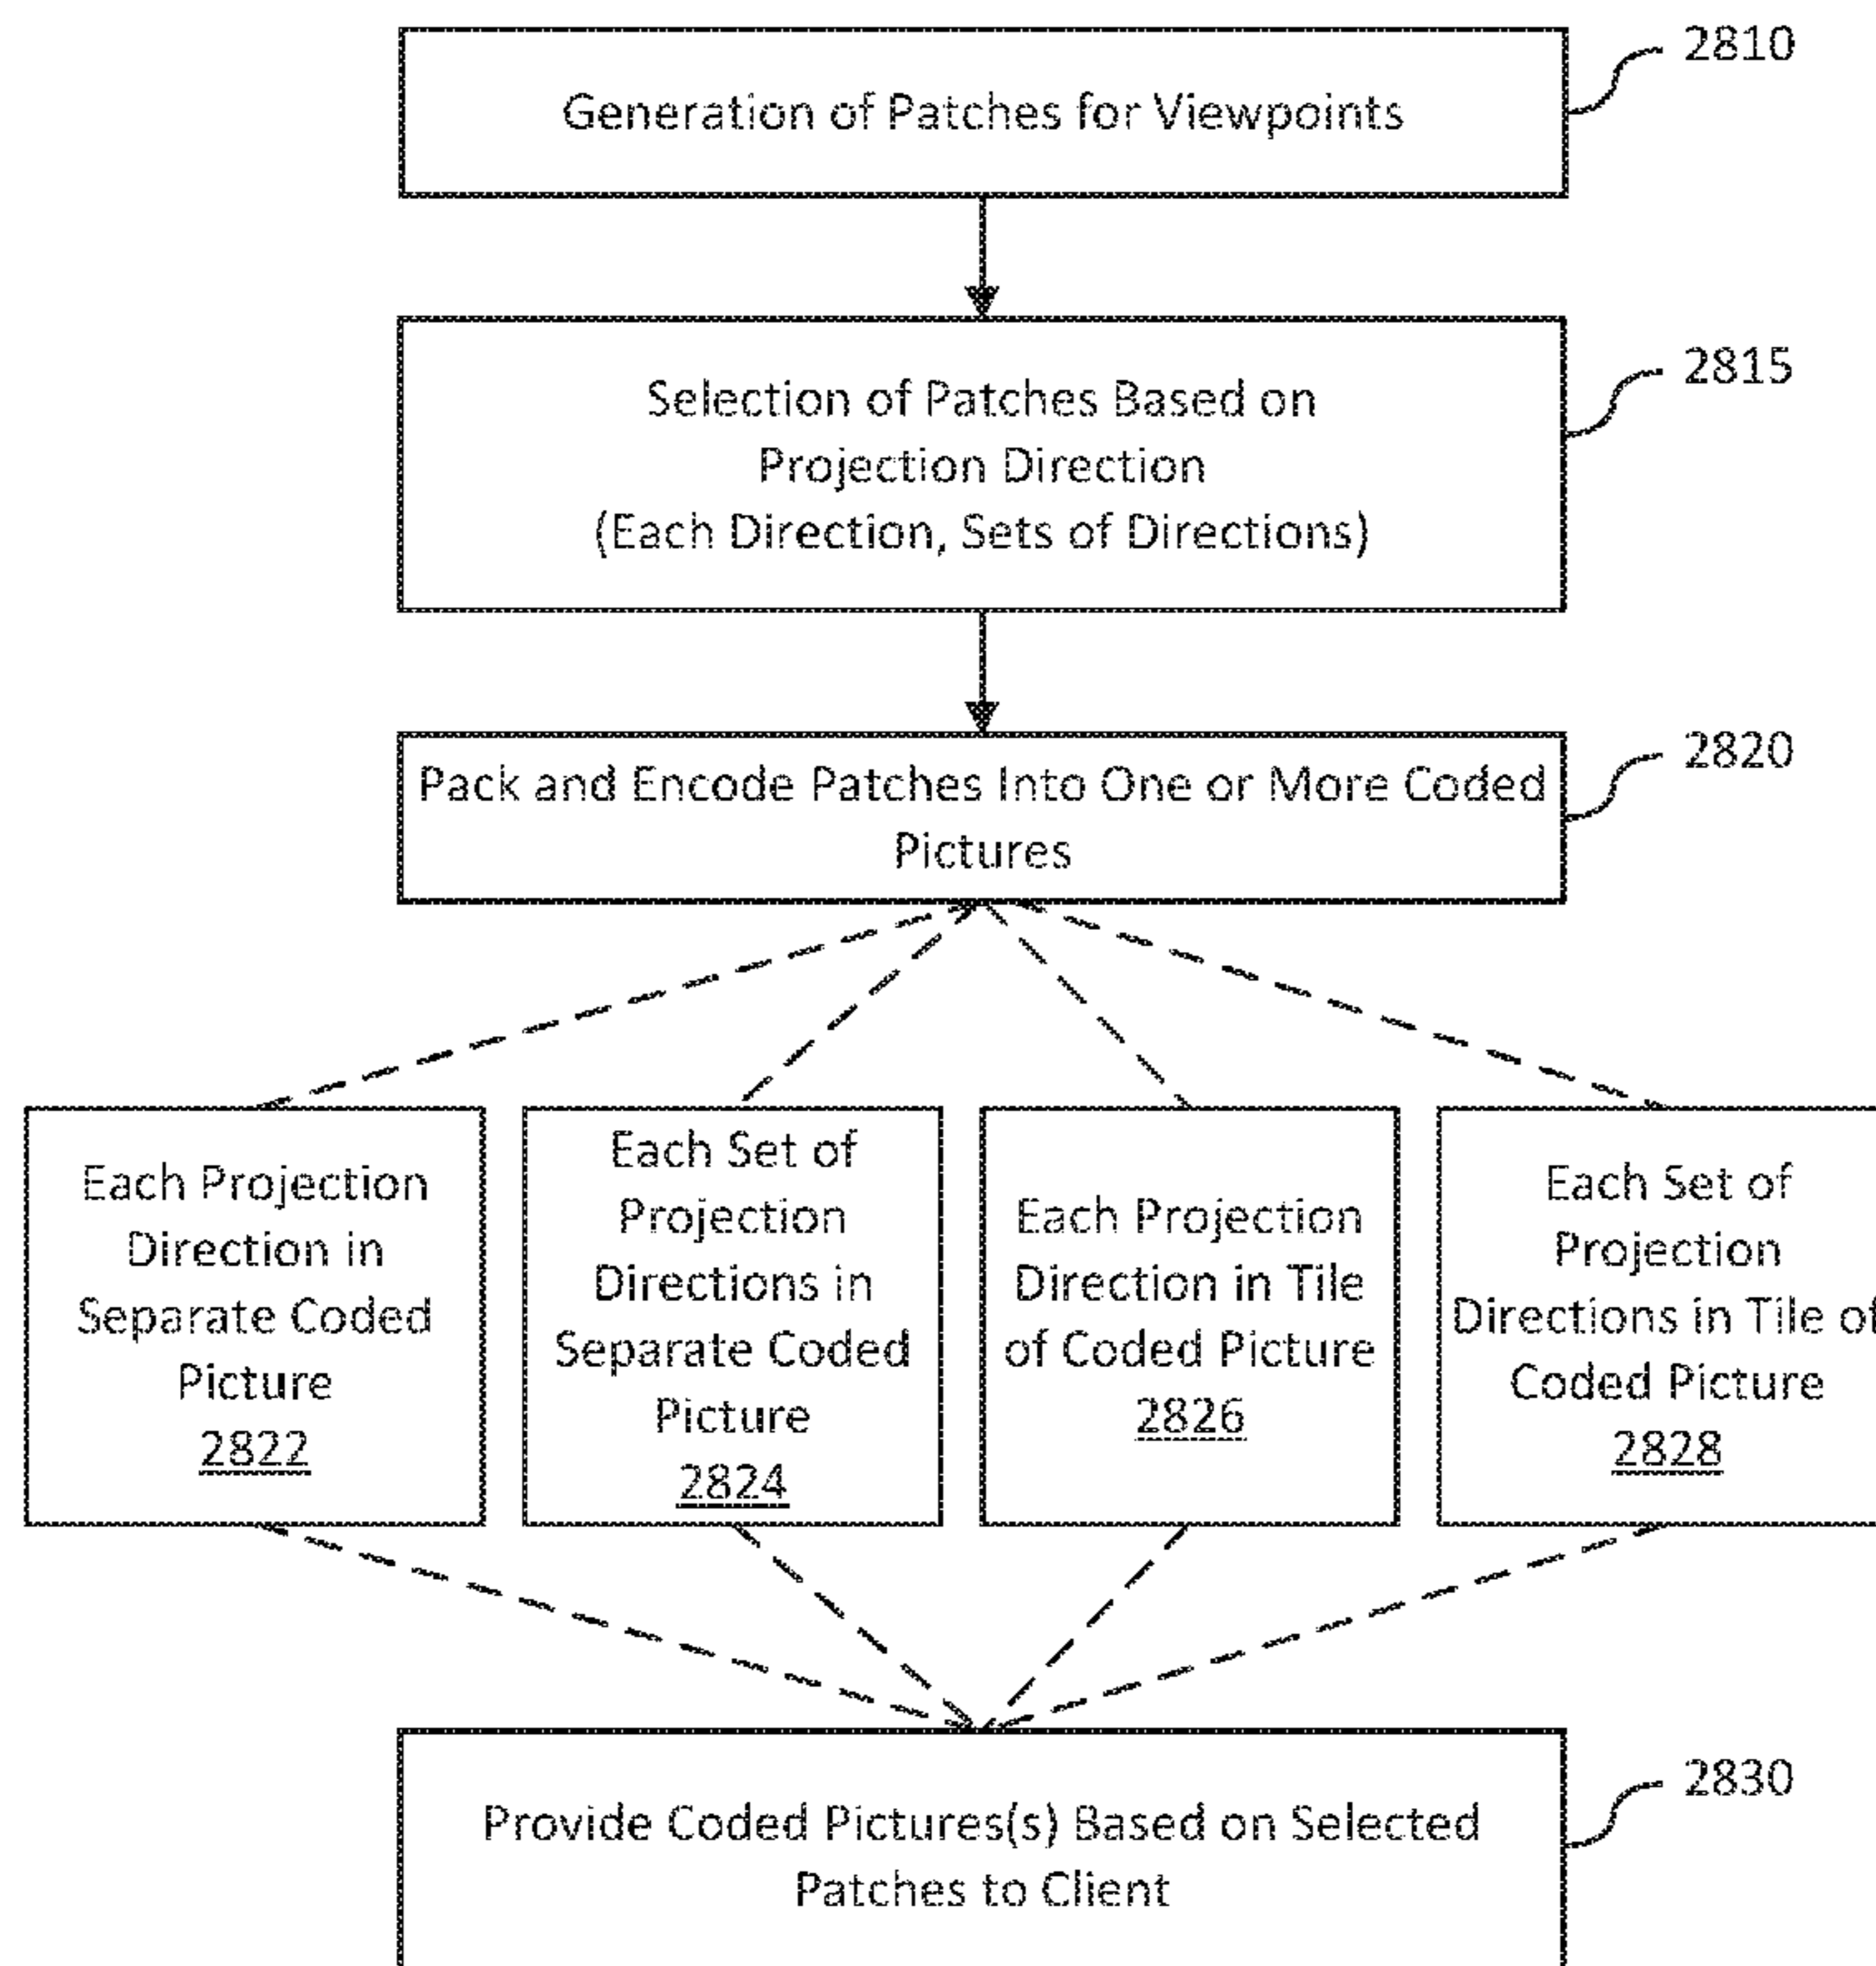 Generation of Patches for Viewpoints
2810
Selection of Patches Based on
Projection Direction
(Each Direction, Sets of Directions)
2815
Pack and Encode Patches Into One or More Coded
Pictures
2820
Each Projection
Direction in
Separate Coded
Picture
2822
Each Set of
Projection
Directions in
Separate Coded
Picture
2824
Each Projection
Direction in Tile
of Coded Picture
2826
Each Set of
Projection
Directions in Tile of
Coded Picture
2828
Provide Coded Pictures(s) Based on Selected
Patches to Client
2830